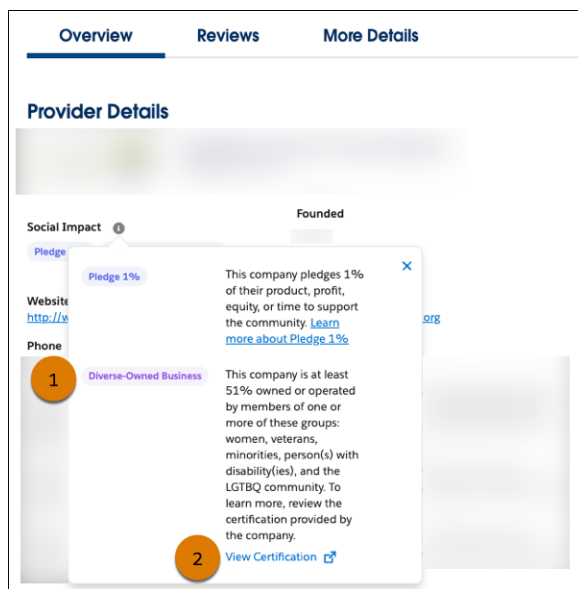 Overview Reviews More Details
Provider Details
Founded
Social Impact
Pledge
Pledge 1%
This company pledges 1%
of their product, profit,
equity, or time to support
the community. Learn
more about Pledge 1%
Website
http://w
org
Phone
1
Diverse-Owned Business
This company is at least
51% owned or operated
by members of one or
more of these groups:
women, veterans,
minorities, person(s) with
disability(ies), and the
LGTBQ community. To
learn more, review the
certification provided by
the company.
2
View Certification